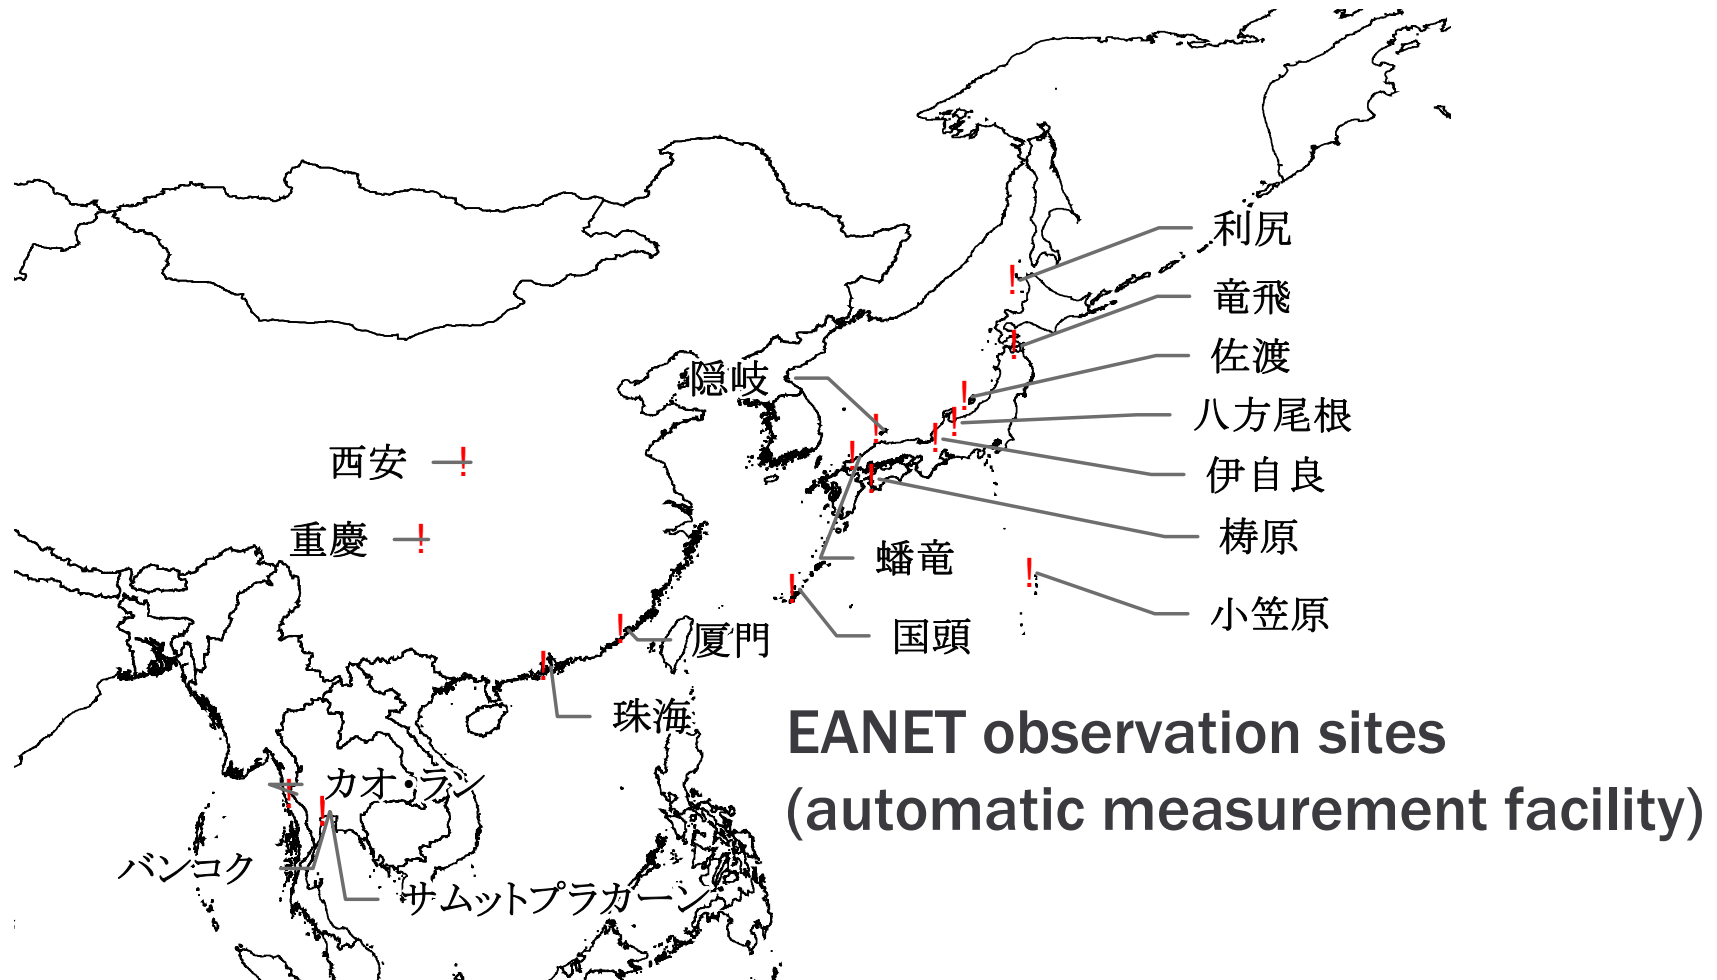 利尻
竜飛
佐渡
隠岐
八方尾根
西安
伊自良
重慶
梼原
蟠竜
小笠原
厦門
国頭
珠海
EANET observation sites
カオ・ラン
(automatic measurement facility)
バンコク
サムットプラカーン